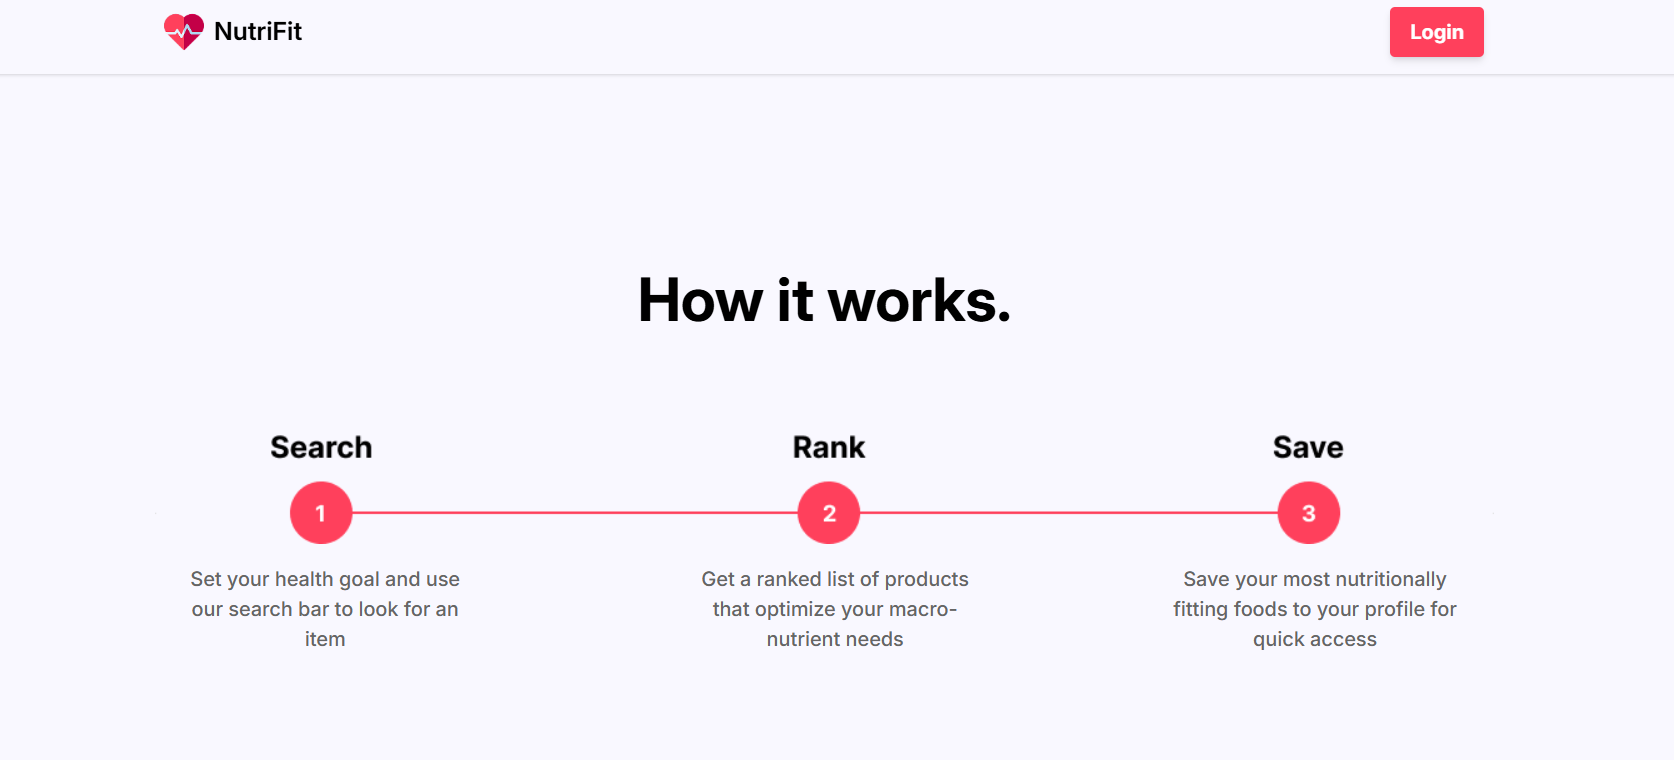 NutriFit
Login
How it works.
Search
Rank
Save
1
2
3
Set your health goal and use
our search bar to look for an
item
Get a ranked list of products
that optimize your macro-
nutrient needs
Save your most nutritionally
fitting foods to your profile for
quick access